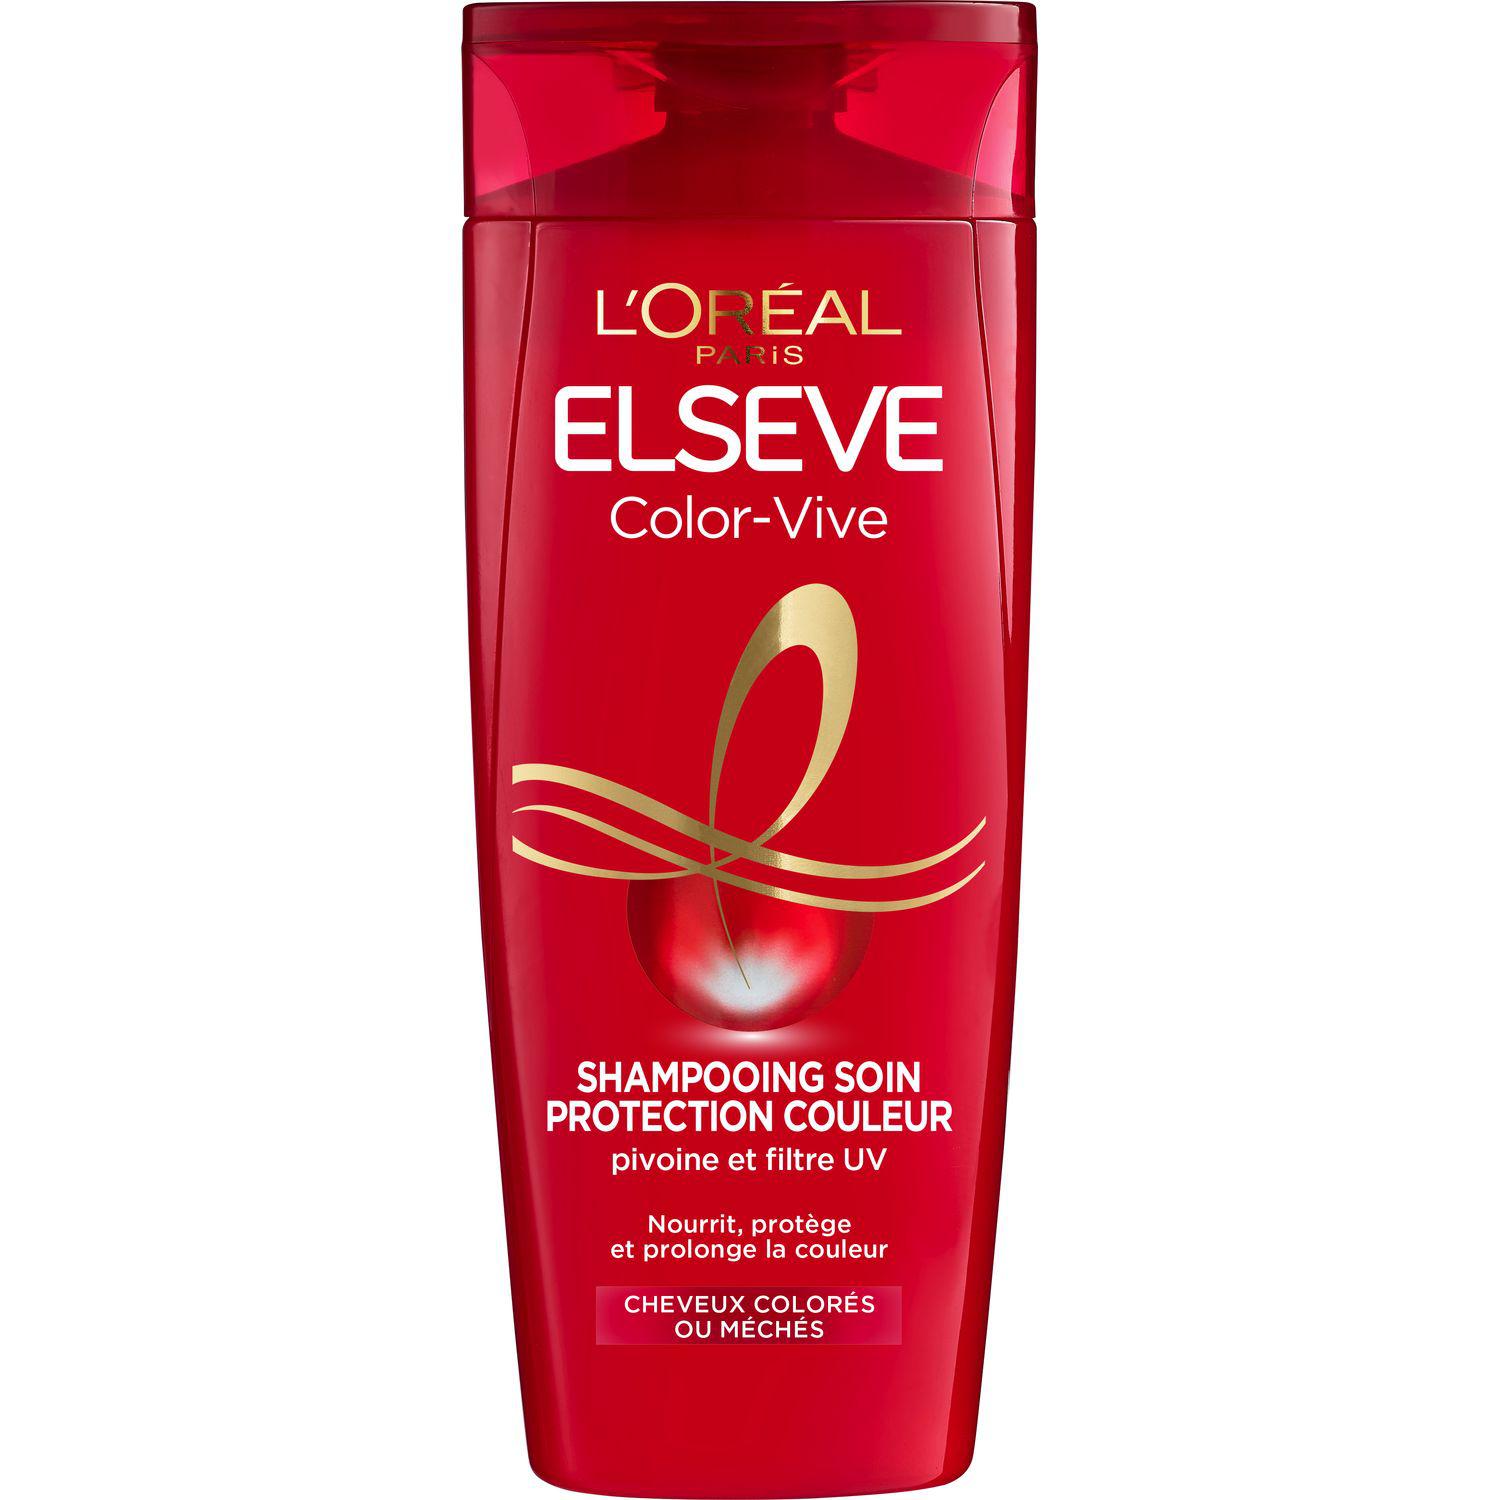 L'ORÉAL
PARiS
ELSEVE
Color-Vive
SHAMPOOING SOIN
PROTECTION COULEUR
pivoine et filtre UV
Nourrit, protège
et prolonge la couleur
CHEVEUX COLORÉS
OU MÉCHÉS